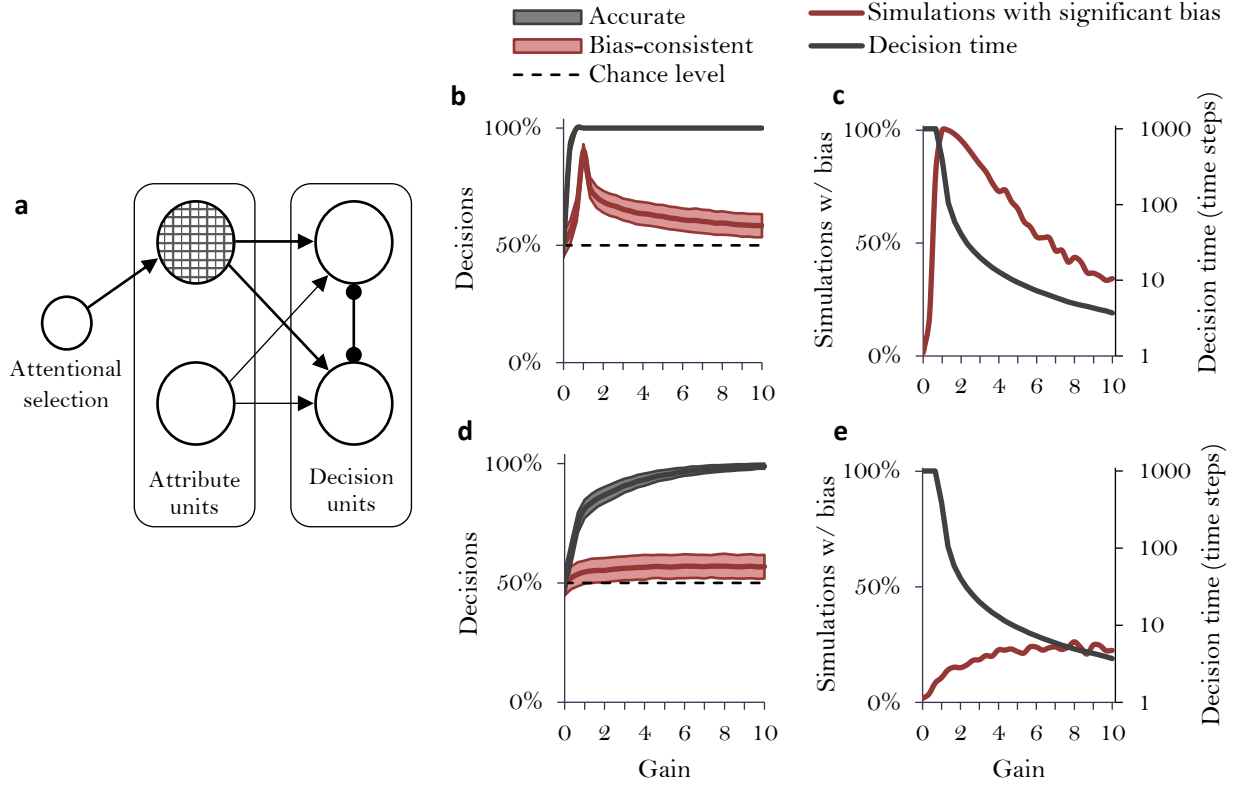 Accurate
Bias-consistent
Chance level
Simulations with significant bias
Decision time
a
Attentional
selection
Attribute
units
Decision
units
b
Decisions
100%
50%
0%
0 2 4 6 8 10
c
Simulations w/ bias
100%
50%
0%
0 2 4 6 8 10
1000
100
10
1
Decision time (time steps)
d
Decisions
100%
50%
0%
0 2 4 6 8 10
Gain
e
Simulations w/ bias
100%
50%
0%
0 2 4 6 8 10
Gain
1000
100
10
1
Decision time (time steps)